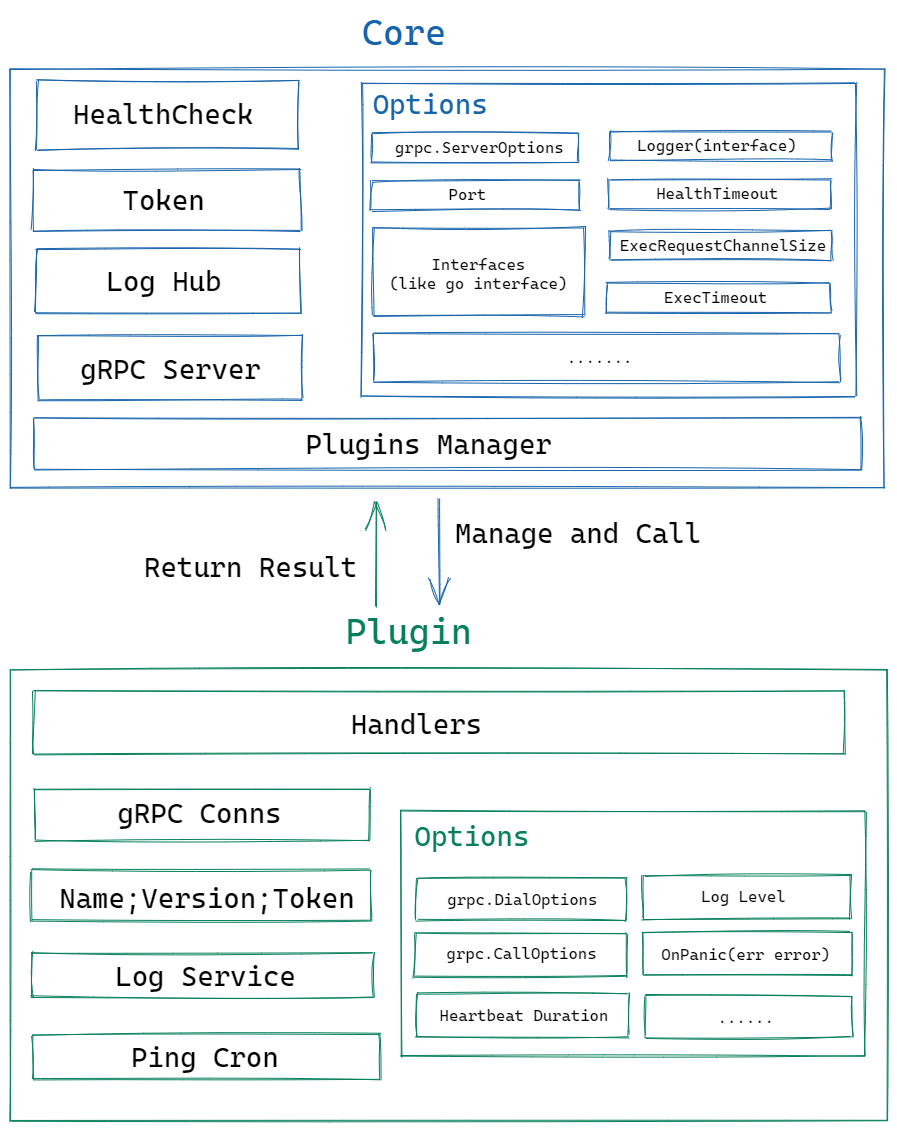 Core
HealthCheck
Token
Log Hub
gRPC Server
Options
grpc.ServerOptions
Logger(interface)
Port
HealthTimeout
Interfaces
(like go interface)
ExecRequestChannelSize
ExecTimeout
.......
Plugins Manager
Manage and Call
Return Result
Plugin
Handlers
gRPC Conns
Name;Version;Token
Log Service
Ping Cron
Options
grpc.DialOptions
Log Level
grpc.CallOptions
OnPanic(err error)
Heartbeat Duration
......